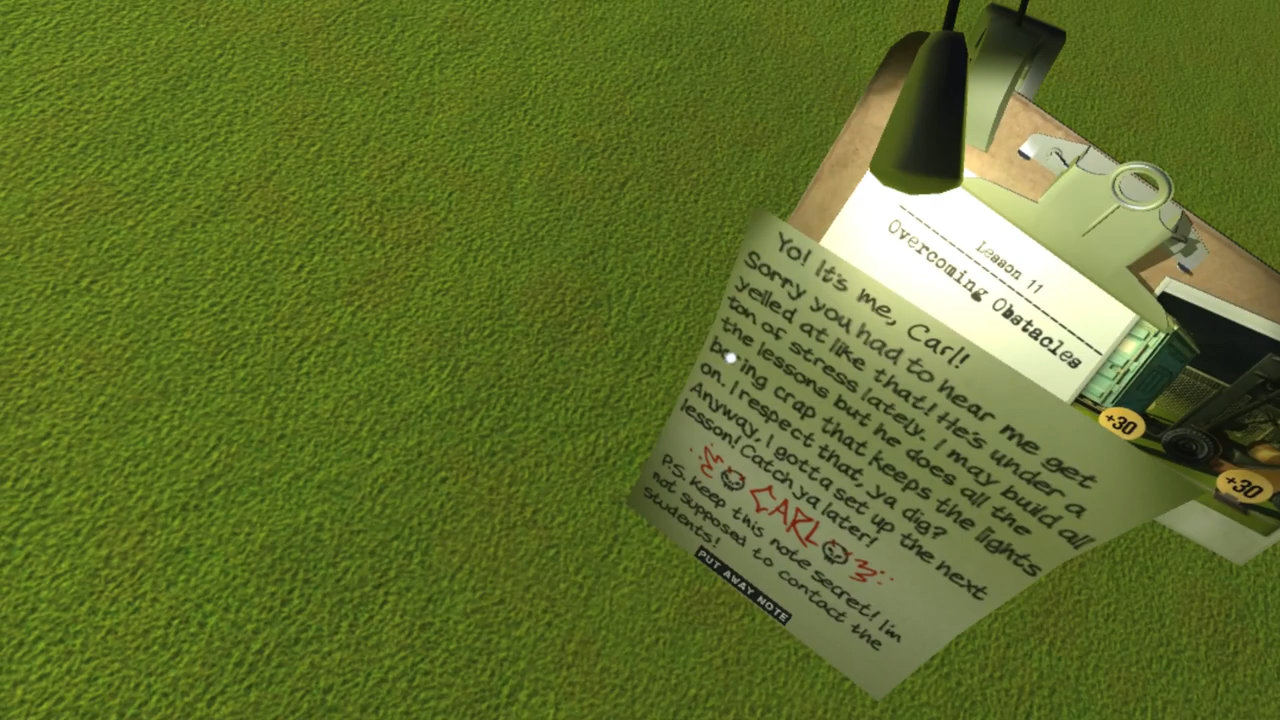 Lesson 11
Overcoming Obstacles
+30
+30
Yo! It's me, Carl!
Sorry you had to hear me get
yelled at like that! He's under a
ton of stress lately. I may build all
the lessons but he does all the
boring crap that keeps the lights
on. I respect that, ya dig?
Anyway, I gotta set up the next
lesson! Catch ya later!
CARL
P.S. Keep this note secret! I'm
not supposed to contact the
students!
PUT AWAY NOTE